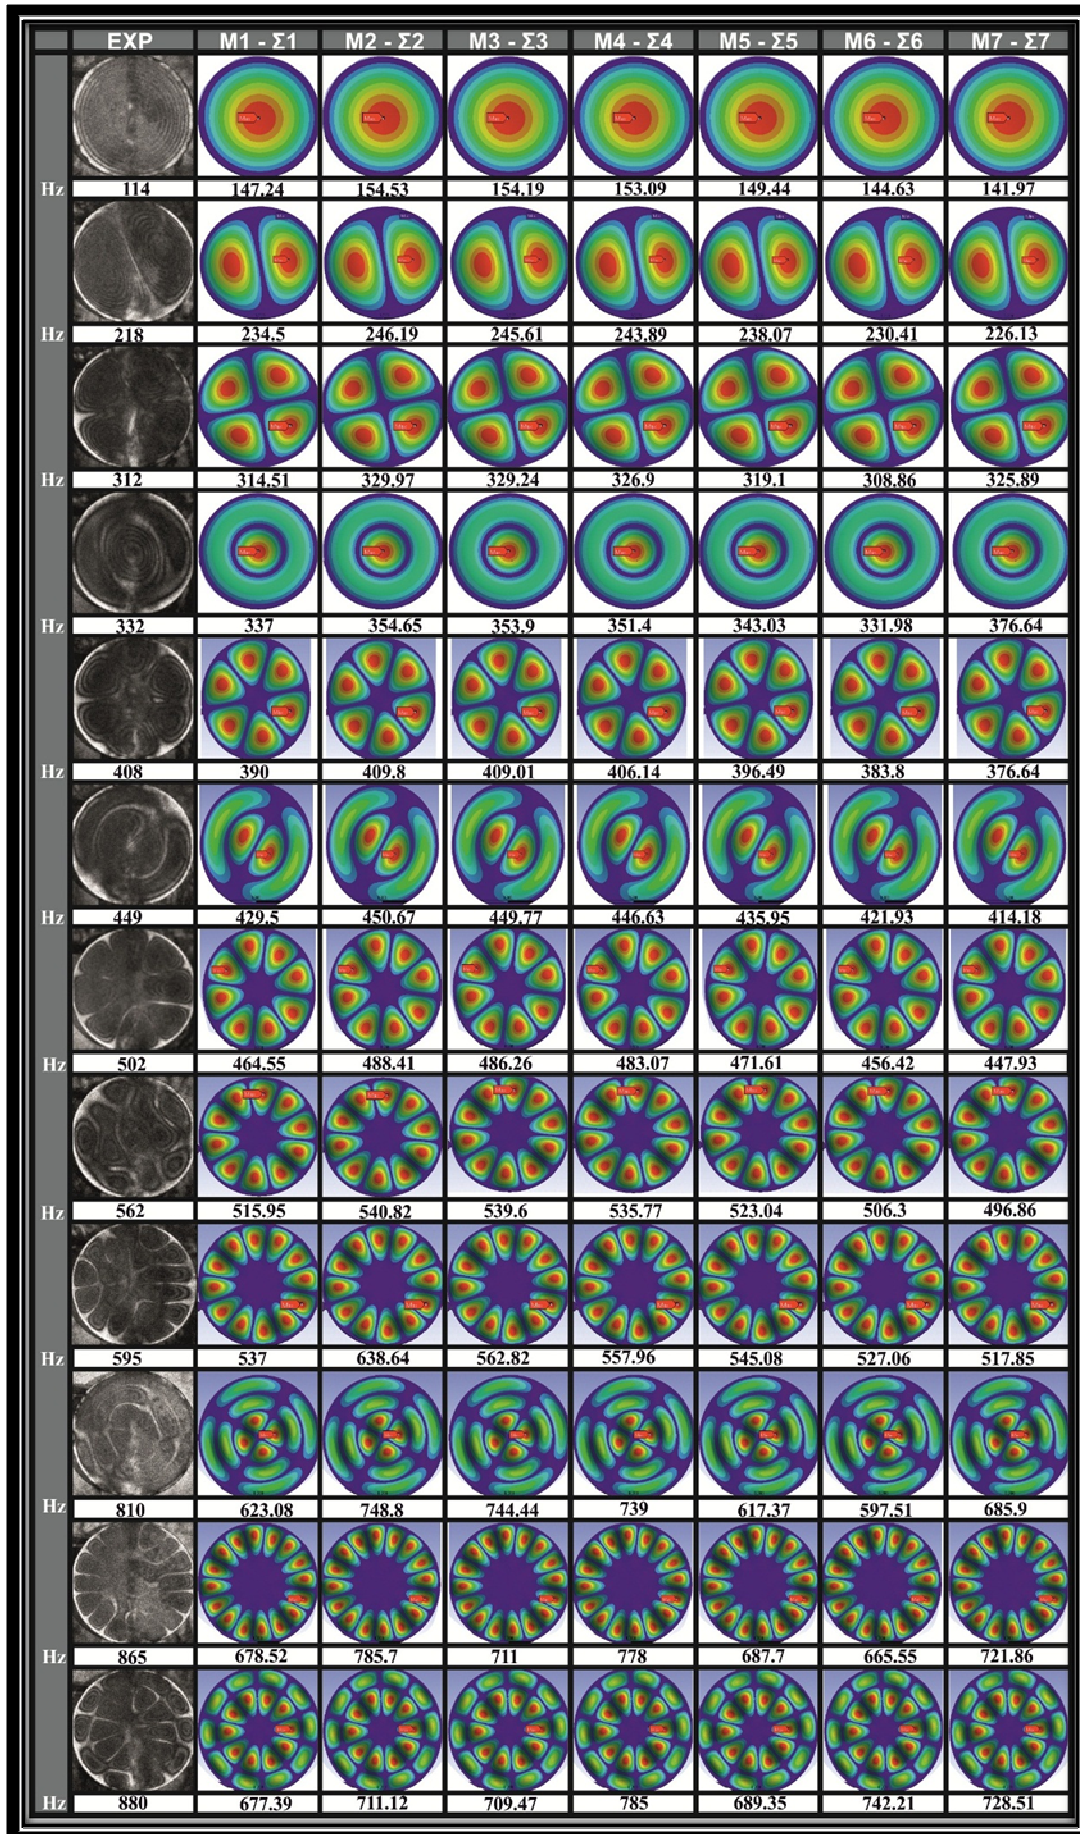 EXP M1 - Σ1 M2 - Σ2 M3 - Σ3 M4 - Σ4 M5 - Σ5 M6 - Σ6 M7 - Σ7
Hz 114 147.24 154.53 154.19 153.09 149.44 144.63 141.97
Hz 218 234.5 246.19 245.61 243.89 238.07 230.41 226.13
Hz 312 314.51 329.97 329.24 326.9 319.1 308.86 325.89
Hz 332 337 354.65 353.9 351.4 343.03 331.98 376.64
Hz 408 390 409.8 409.01 406.14 396.49 383.8 376.64
Hz 449 429.5 450.67 449.77 446.63 435.95 421.93 414.18
Hz 502 464.55 488.41 486.26 483.07 471.61 456.42 447.93
Hz 562 515.95 540.82 539.6 535.77 523.04 506.3 496.86
Hz 595 537 638.64 562.82 557.96 545.08 527.06 517.85
Hz 810 623.08 748.8 744.44 739 617.37 597.51 685.9
Hz 865 678.52 785.7 711 778 687.7 665.55 721.86
Hz 880 677.39 711.12 709.47 785 689.35 742.21 728.51